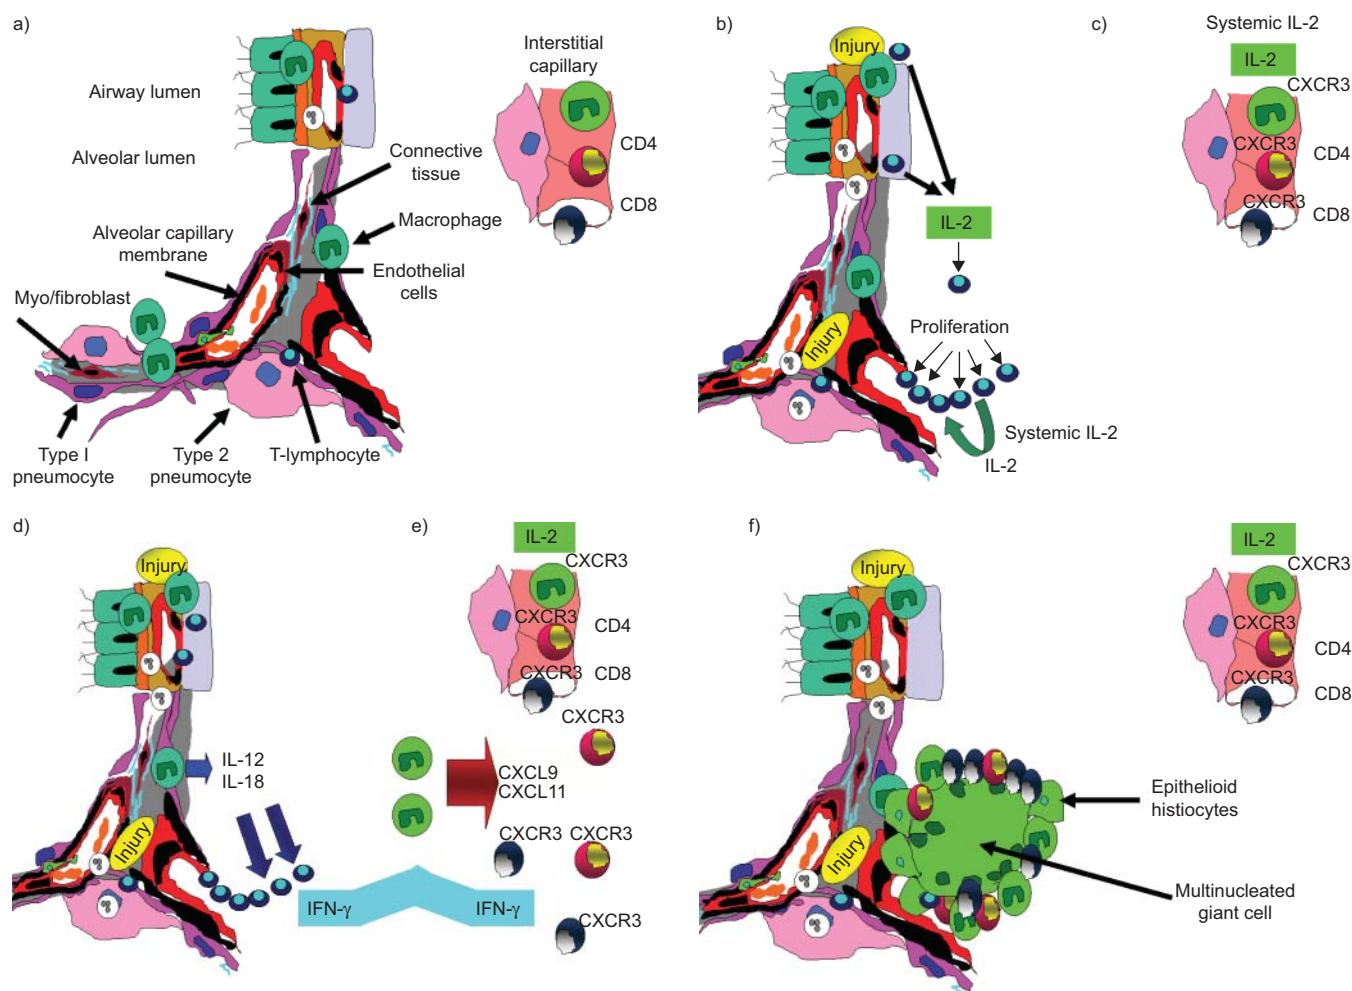 a)
Airway lumen
Alveolar lumen
Interstitial
capillary
CD4
CD8
Connective
tissue
Macrophage
Alveolar capillary
membrane
Endothelial
cells
Myo/fibroblast
Type I
pneumocyte
Type 2
pneumocyte
T-lymphocyte
b)
Injury
IL-2
Injury
Proliferation
Systemic IL-2
IL-2
c)
Systemic IL-2
IL-2
CXCR3
CXCR3
CD4
CXCR3
CD8
d)
Injury
IL-12
IL-18
Injury
IFN-γ
IFN-γ
e)
IL-2
CXCR3
CXCR3
CD4
CXCR3
CD8
CXCR3
CXCL9
CXCL11
CXCR3
CXCR3
CXCR3
f)
Injury
Injury
IL-2
CXCR3
CXCR3
CD4
CXCR3
CD8
Epithelioid
histiocytes
Multinucleated
giant cell